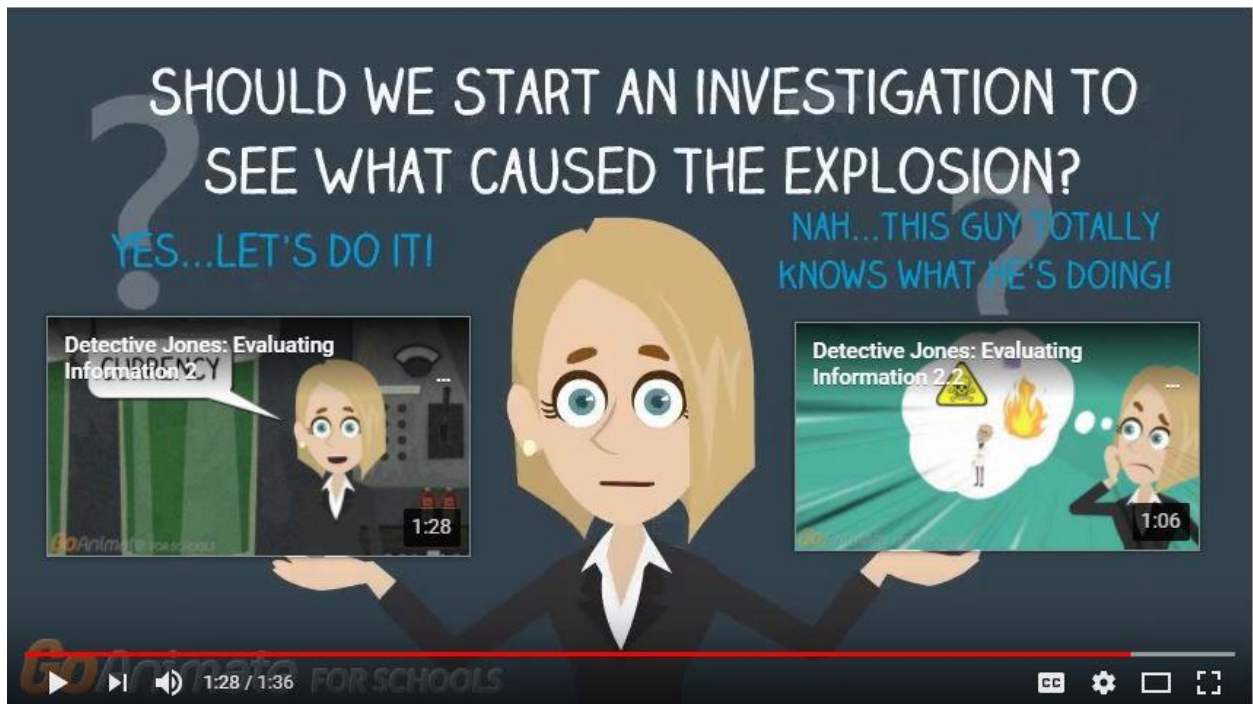 SHOULD WE START AN INVESTIGATION TO
SEE WHAT CAUSED THE EXPLOSION?
YES...LET'S DO IT!
NAH...THIS GUY TOTALLY
KNOWS WHAT HE'S DOING!
Detective Jones: Evaluating
Information 2
...
CURRENCY
1:28
GoAnimate FOR SCHOOLS
Detective Jones: Evaluating
Information 2.2
...
1:06
GoAnimate FOR SCHOOLS
1:28 / 1:36
CC